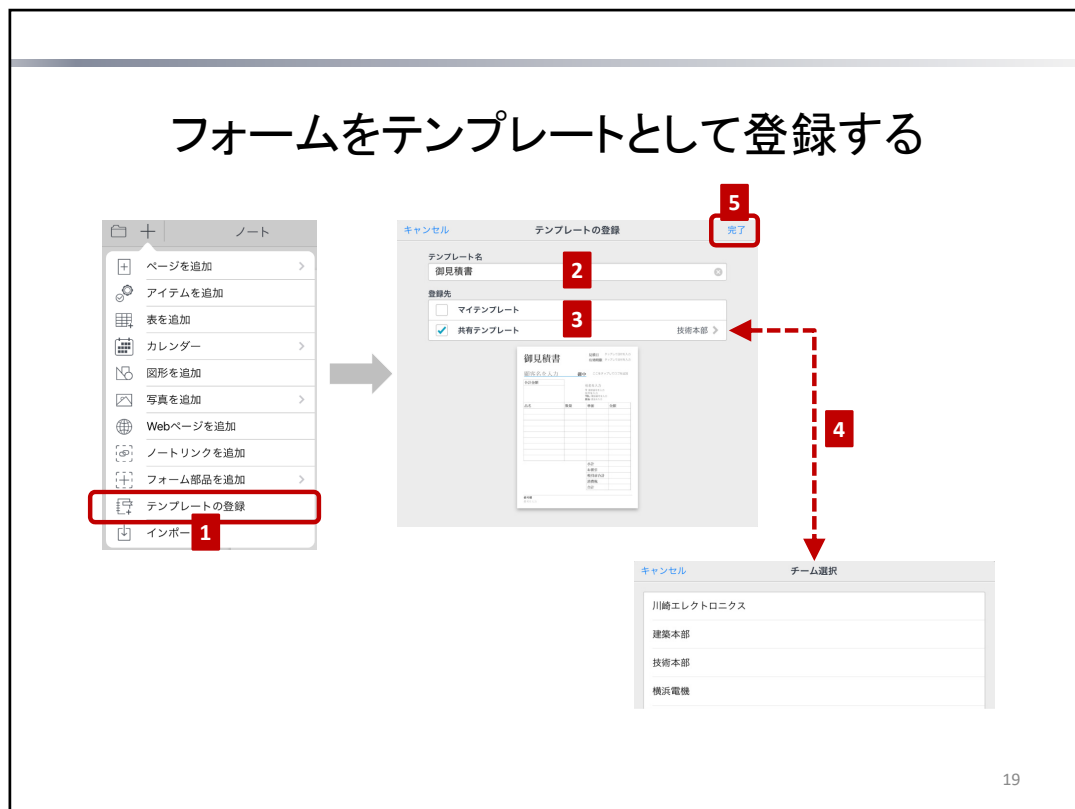 フォームをテンプレートとして登録する
ノート
ページを追加
アイテムを追加
表を追加
カレンダー
図形を追加
写真を追加
Webページを追加
ノートリンクを追加
フォーム部品を追加
テンプレートの登録
インポー
1
5
キャンセル
テンプレートの登録
完了
テンプレート名
御見積書
2
登録先
マイテンプレート
3
共有テンプレート
技術本部
御見積書
合計
4
キャンセル
チーム選択
川崎エレクトロニクス
建築本部
技術本部
横浜電機
19